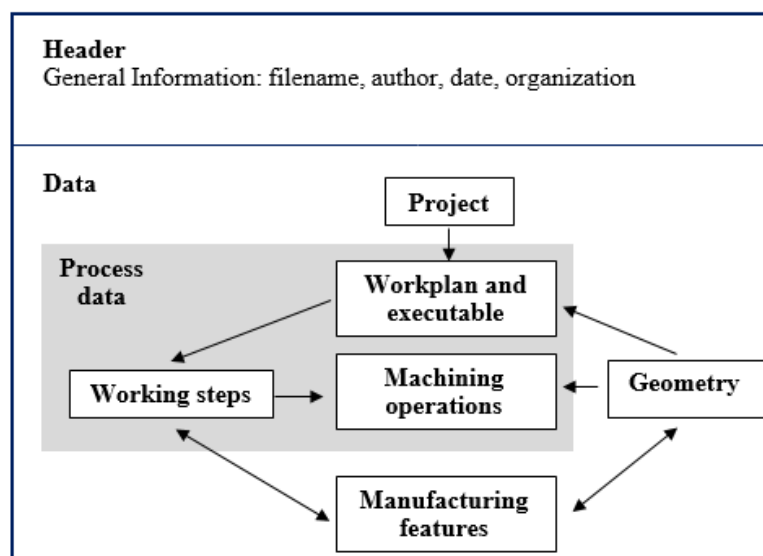 Header
General Information: filename, author, date, organization
Data
Project
Process
data
Workplan and
executable
Working steps
Machining
operations
Geometry
Manufacturing
features